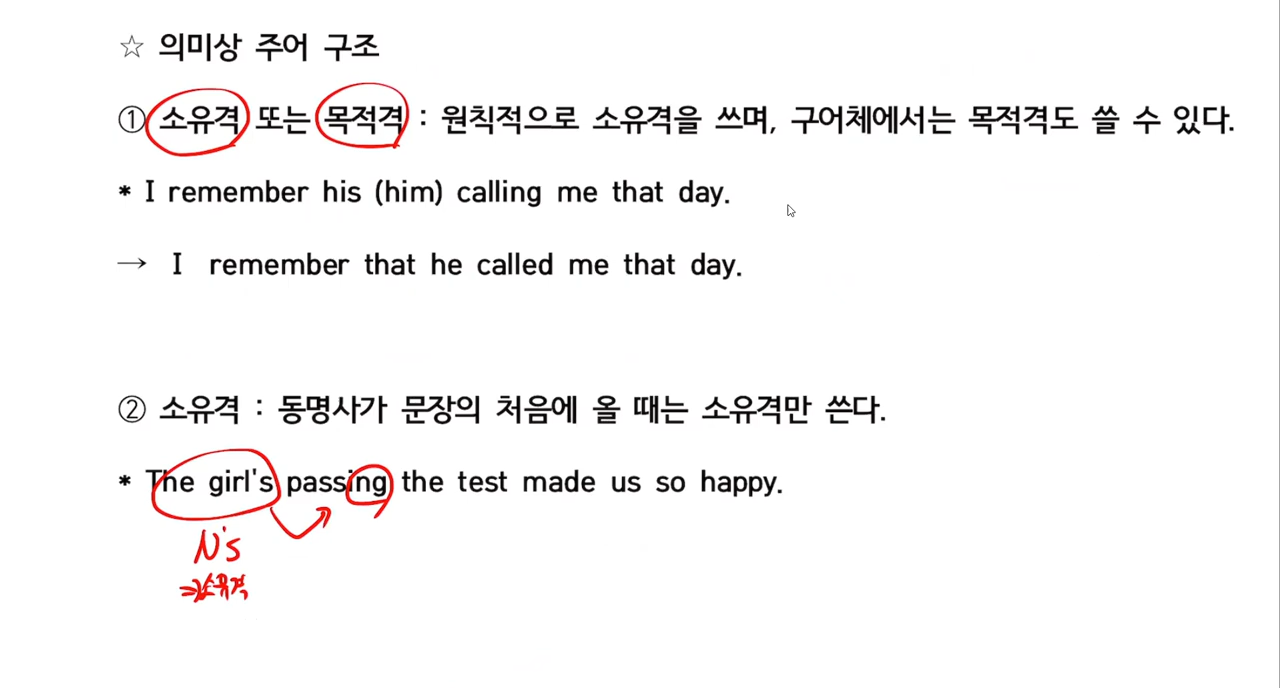 ☆ 의미상 주어 구조
① 소유격 또는 목적격 : 원칙적으로 소유격을 쓰며, 구어체에서는 목적격도 쓸 수 있다.
* I remember his (him) calling me that day.
→ I remember that he called me that day.
② 소유격 : 동명사가 문장의 처음에 올 때는 소유격만 쓴다.
* The girl's passing the test made us so happy.
N's
⇒소유격